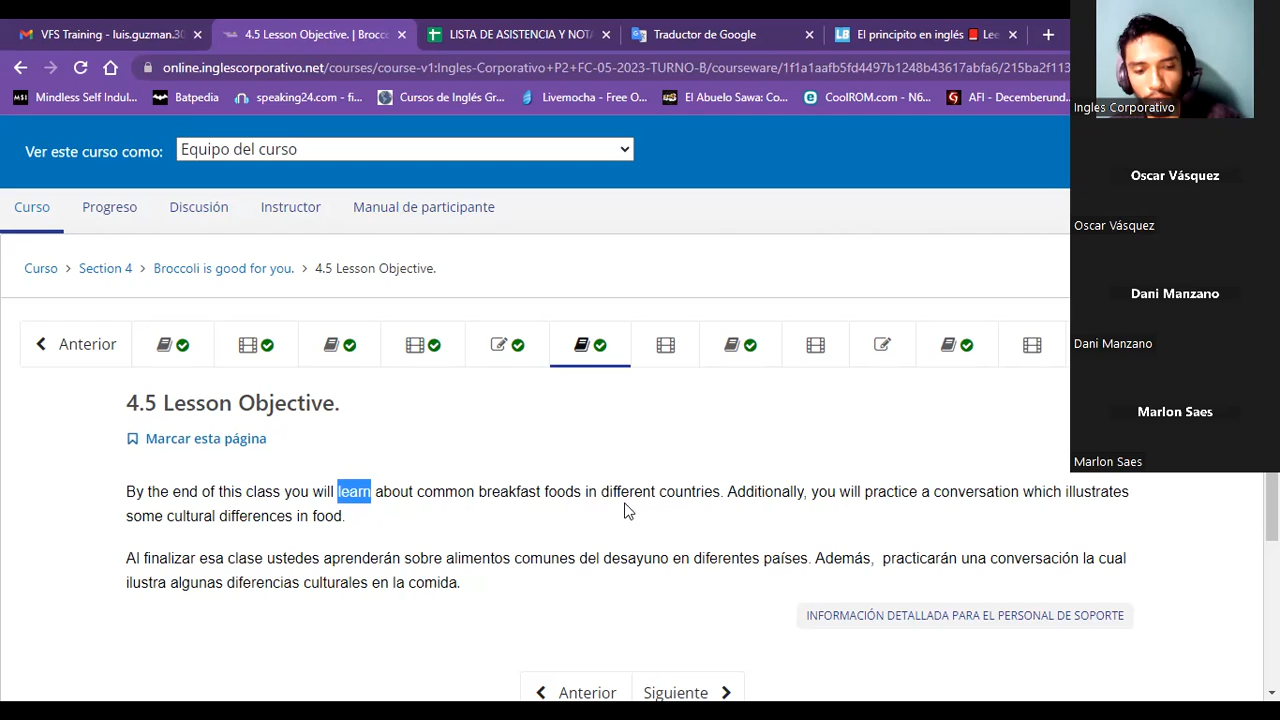 VFS Training - luis.guzman.30
4.5 Lesson Objective. | Brocco
LISTA DE ASISTENCIA Y NOTA
Traductor de Google
El principito en inglés
Lee
online.inglescorporativo.net/courses/course-v1:Ingles-Corporativo+P2+FC-05-2023-TURNO-B/courseware/1f1a1aafb5fd4497b1248b43617abfa6/215ba2f113
Mindless Self Indul...
Batpedia
speaking24.com - fi...
Cursos de Inglés Gr...
Livemocha - Free O...
El Abuelo Sawa: Co...
CoolROM.com - N6...
AFI - Decemberund...
Ver este curso como:
Equipo del curso
Curso
Progreso
Discusión
Instructor
Manual de participante
Curso > Section 4 > Broccoli is good for you. > 4.5 Lesson Objective.
Anterior
4.5 Lesson Objective.
Marcar esta página
By the end of this class you will learn about common breakfast foods in different countries. Additionally, you will practice a conversation which illustrates
some cultural differences in food.
Al finalizar esa clase ustedes aprenderán sobre alimentos comunes del desayuno en diferentes países. Además, practicarán una conversación la cual
ilustra algunas diferencias culturales en la comida.
INFORMACIÓN DETALLADA PARA EL PERSONAL DE SOPORTE
Anterior
Siguiente
Ingles Corporativo
Oscar Vásquez
Oscar Vásquez
Dani Manzano
Dani Manzano
Marlon Saes
Marlon Saes